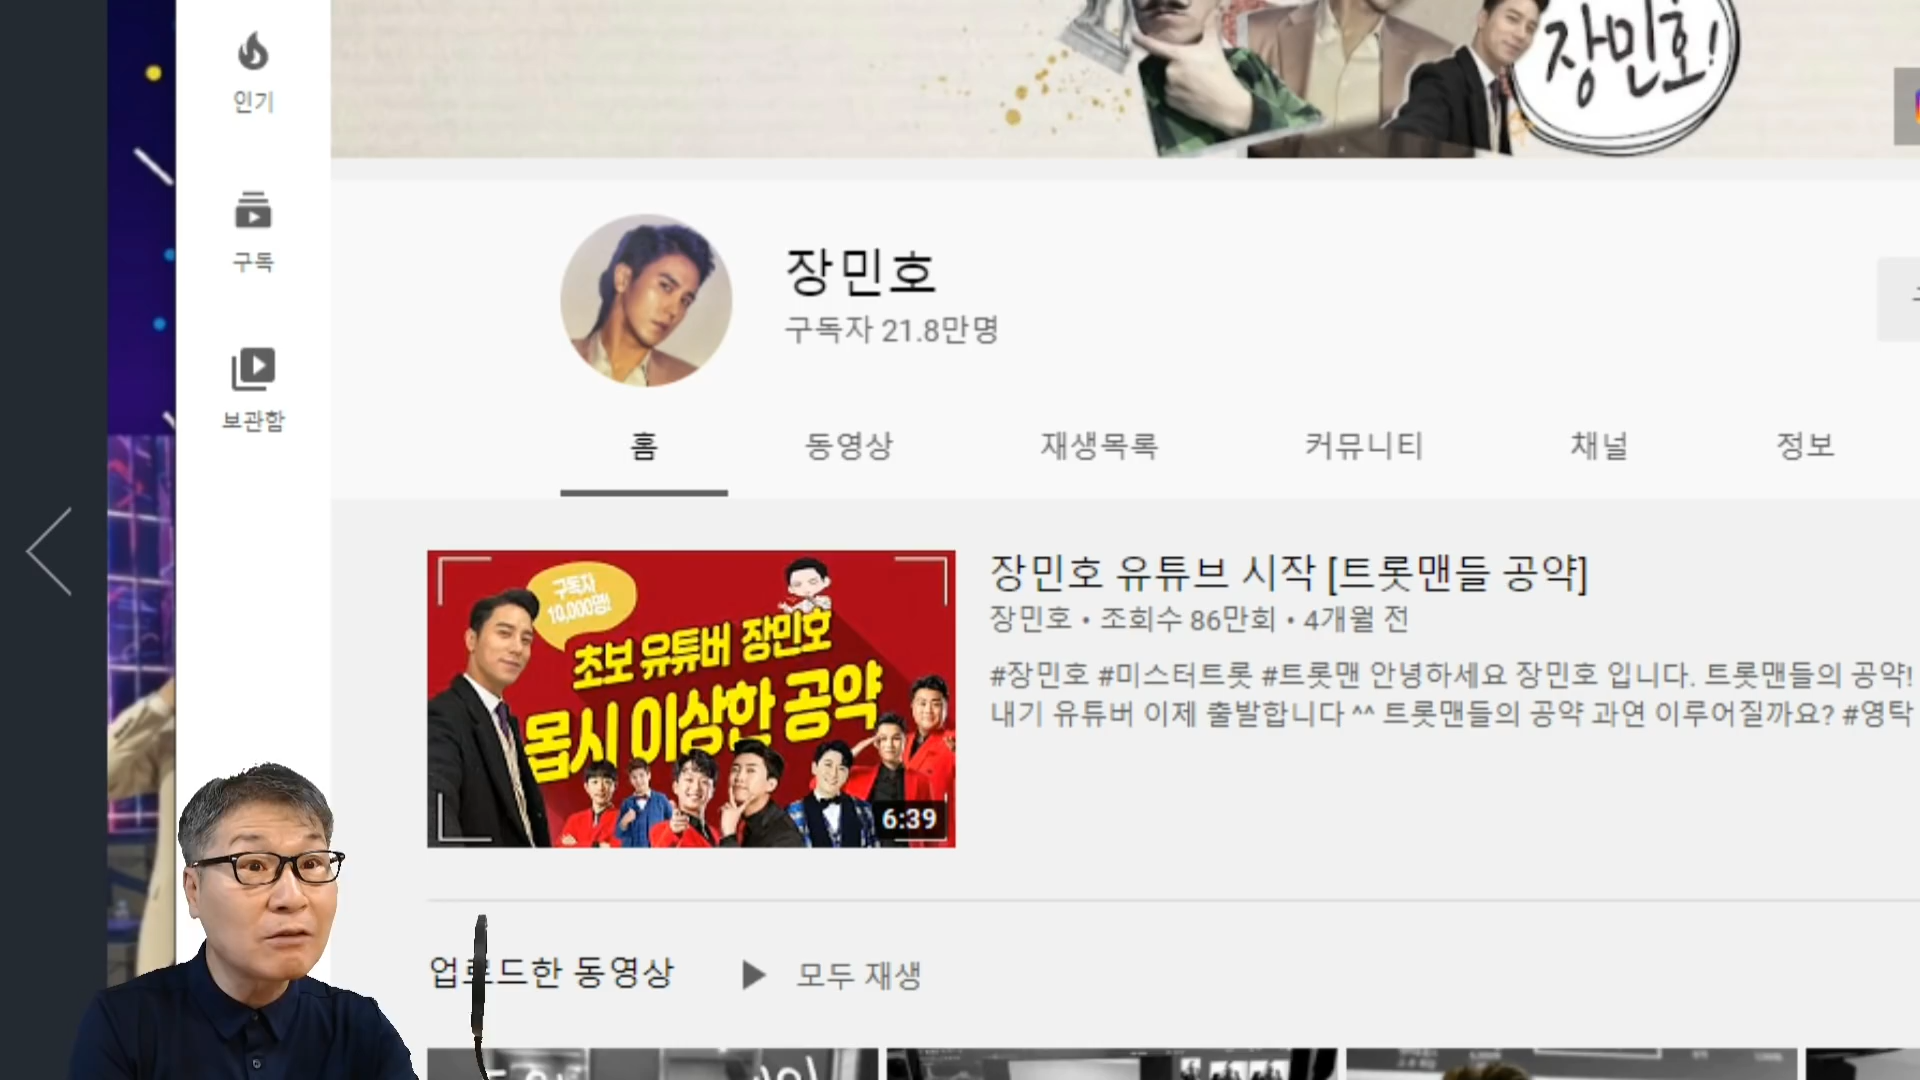 인기
구독
보관함
장민호!
장민호
구독자 21.8만명
홈
동영상
재생목록
커뮤니티
채널
정보
구독자
10,000명!
초보 유튜버 장민호
몹시 이상한 공약
6:39
장민호 유튜브 시작 [트롯맨들 공약]
장민호 • 조회수 86만회 • 4개월 전
#장민호 #미스터트롯 #트롯맨 안녕하세요 장민호 입니다. 트롯맨들의 공약!
내기 유튜버 이제 출발합니다 ^^ 트롯맨들의 공약 과연 이루어질까요? #영탁
업로드한 동영상
모두 재생